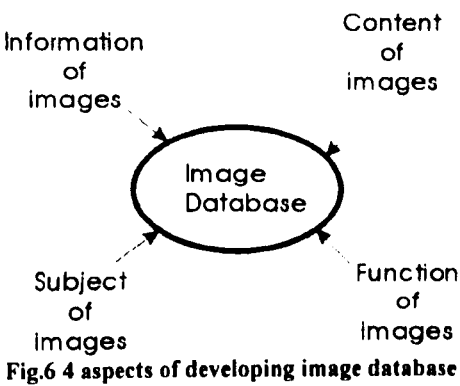 Information
of
images
Content
of
images
Image
Database
Subject
of
images
Function
of
images
Fig.6 4 aspects of developing image database